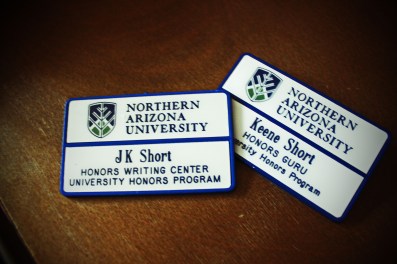 NORTHERN
ARIZONA
UNIVERSITY
JK Short
HONORS WRITING CENTER
UNIVERSITY HONORS PROGRAM
NORTHERN
ARIZONA
UNIVERSITY
Keene Short
HONORS GURU
Honors Program